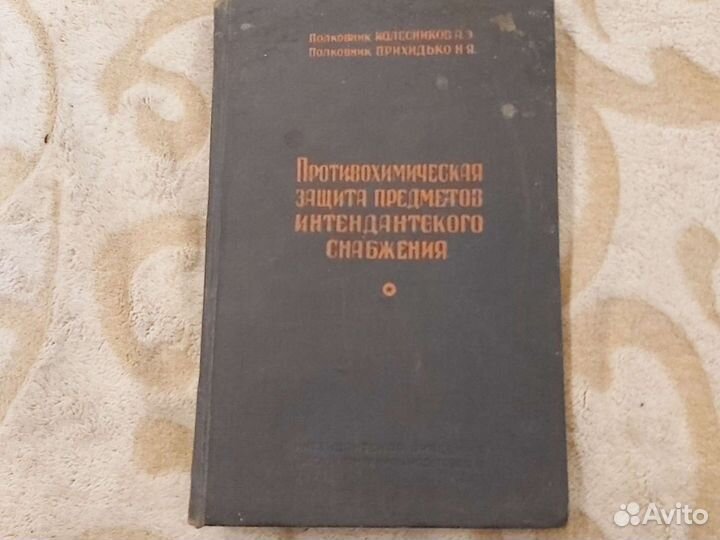 Полковник КОЛЕСНИКОВ Л.Э.
Полковник ПРИХИДЬКО Н.Я.
ПРОТИВОХИМИЧЕСКАЯ
ЗАЩИТА ПРЕДМЕТОВ
ИНТЕНДАНТСКОГО
СНАБЖЕНИЯ
Avito